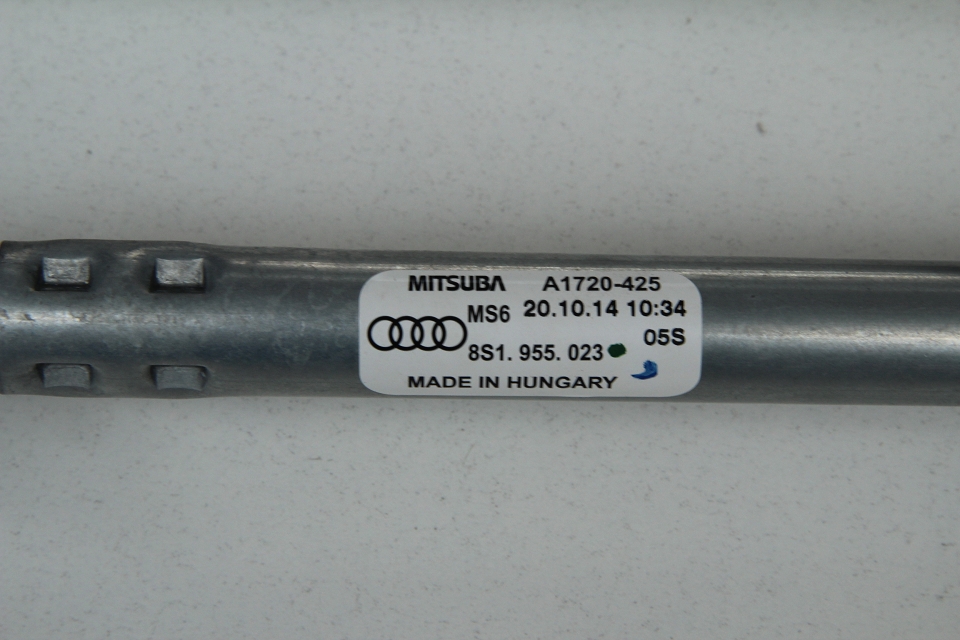 MITSUBA A1720-425
MS6 20.10.14 10:34
8S1. 955. 023 05S
MADE IN HUNGARY